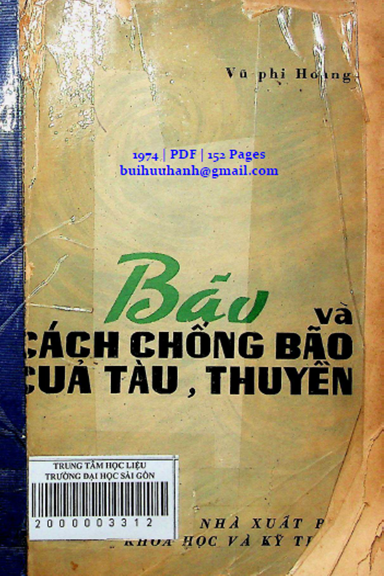 Vũ phi Hoàng
1974 | PDF | 152 Pages
buihuuhanh@gmail.com
Bão và
CÁCH CHỐNG BÃO
CUẢ TÀU, THUYỀN
TRUNG TÂM HỌC LIỆU
TRƯỜNG ĐẠI HỌC SÀI GÒN
2000003312
NHÀ XUẤT
KHOA HỌC VÀ KỸ